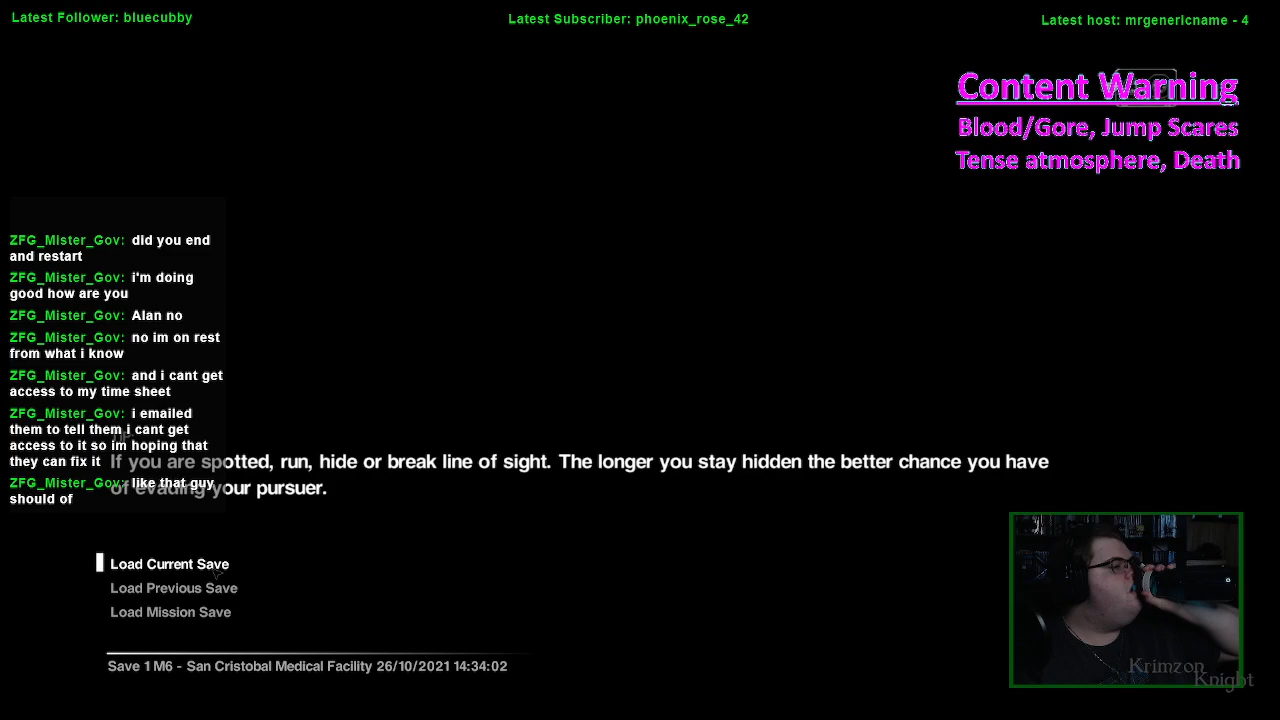 Latest Follower: bluecubby
Latest Subscriber: phoenix_rose_42
Latest host: mrgenericname - 4
Content Warning
Blood/Gore, Jump Scares
Tense atmosphere, Death
ZFG_Mister_Gov: did you end
and restart
ZFG_Mister_Gov: i'm doing
good how are you
ZFG_Mister_Gov: Alan no
ZFG_Mister_Gov: no im on rest
from what i know
ZFG_Mister_Gov: and i cant get
access to my time sheet
ZFG_Mister_Gov: i emailed
them to tell them i cant get
access to it so im hoping that
they can fix it
ZFG_Mister_Gov: like that guy
should of
If you are spotted, run, hide or break line of sight. The longer you stay hidden the better chance you have
of evading your pursuer.
Load Current Save
Load Previous Save
Load Mission Save
Save 1 M6 - San Cristobal Medical Facility 26/10/2021 14:34:02
Krimzon
Knight